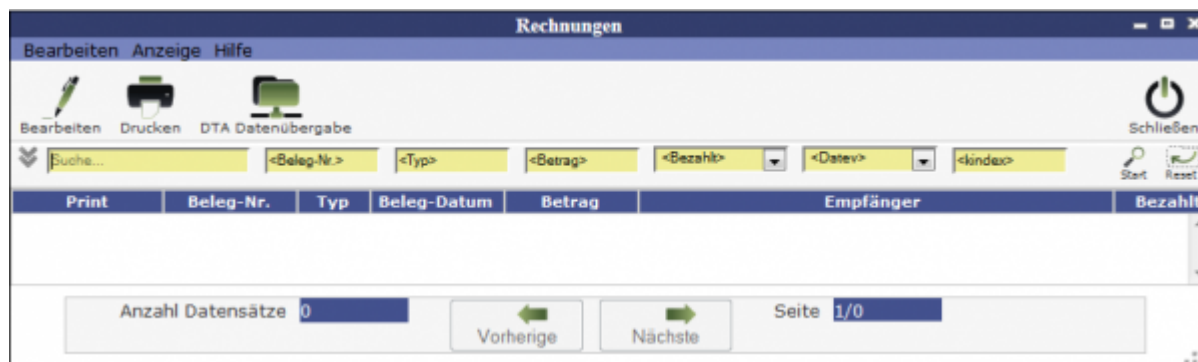 Rechnungen
Bearbeiten Anzeige Hilfe
Bearbeiten Drucken DTA Datenübergabe Schließen
Suche... <Beleg-Nr.> <Typ> <Betrag> <Bezahlt> <Datev> <kindex> Start Reset
Print Beleg-Nr. Typ Beleg-Datum Betrag Empfänger Bezahlt
Anzahl Datensätze 0 Vorherige Nächste Seite 1/0